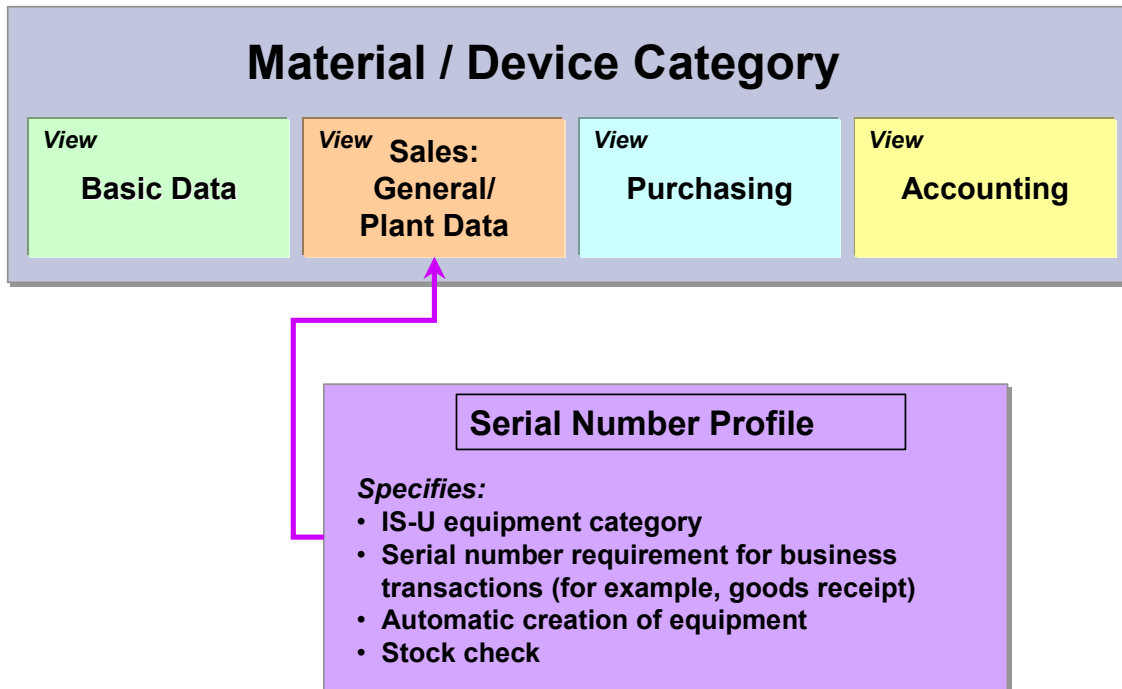 Material / Device Category
View
Basic Data
View
Sales:
General/
Plant Data
View
Purchasing
View
Accounting
Serial Number Profile
Specifies:
• IS-U equipment category
• Serial number requirement for business
transactions (for example, goods receipt)
• Automatic creation of equipment
• Stock check